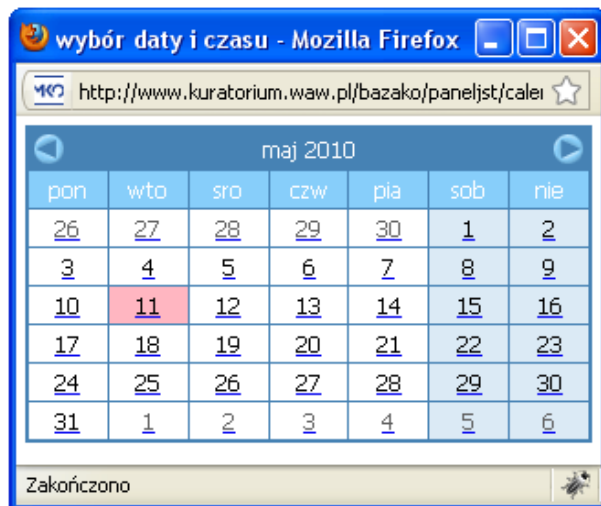 wybór daty i czasu - Mozilla Firefox
http://www.kuratorium.waw.pl/bazako/paneljst/cale
maj 2010
pon wto sro czw pia sob nie
26 27 28 29 30 1 2
3 4 5 6 7 8 9
10 11 12 13 14 15 16
17 18 19 20 21 22 23
24 25 26 27 28 29 30
31 1 2 3 4 5 6
Zakończono